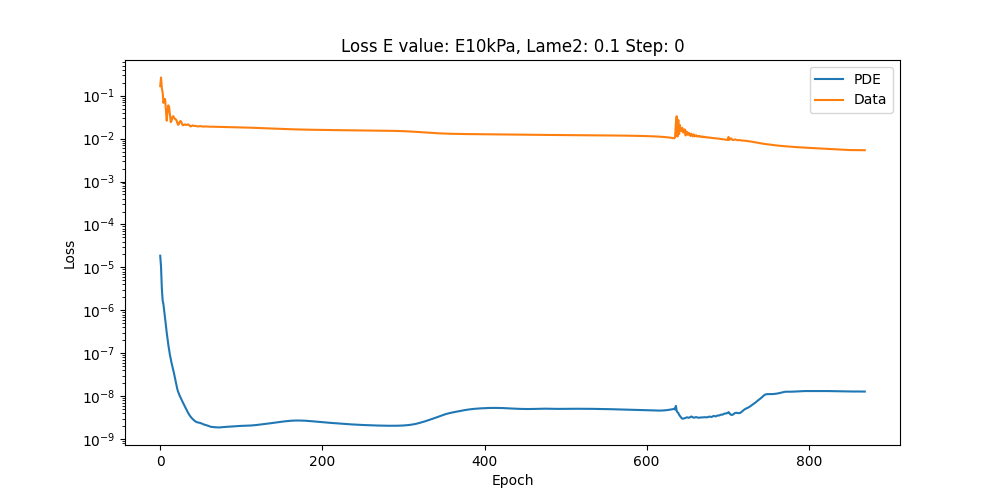 Loss E value: E10kPa, Lame2: 0.1 Step: 0
PDE
Data
Loss
10⁻¹
10⁻²
10⁻³
10⁻⁴
10⁻⁵
10⁻⁶
10⁻⁷
10⁻⁸
10⁻⁹
0 200 400 600 800
Epoch